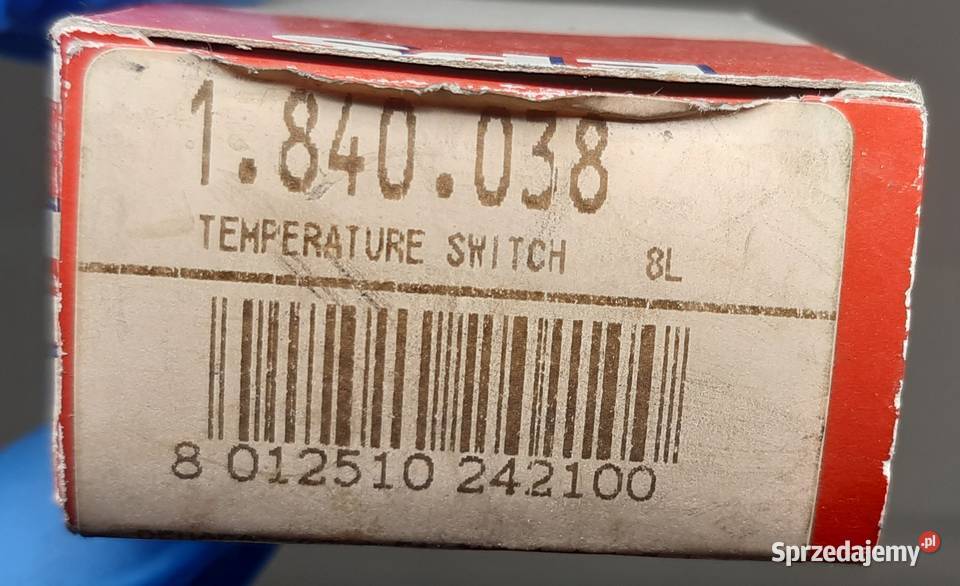 1.840.038
TEMPERATURE SWITCH 8L
8 012510 242100
Sprzedajemy.pl